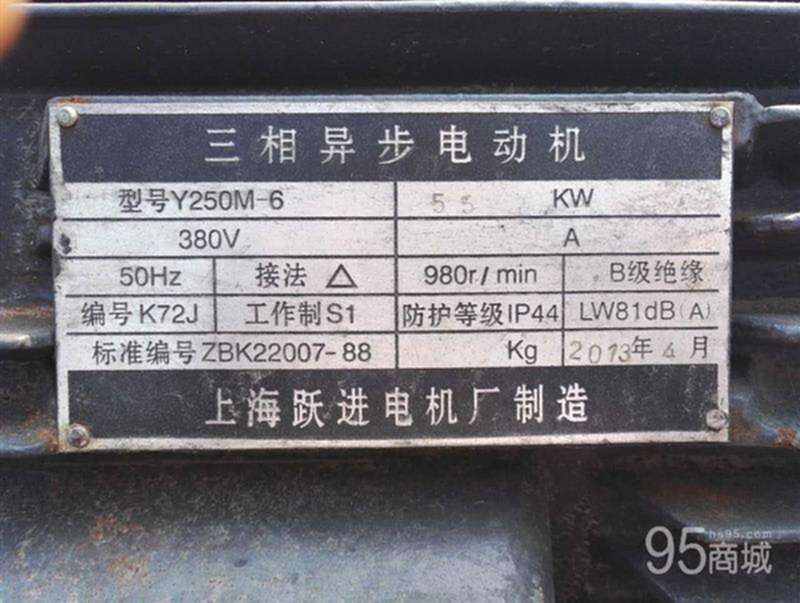 三相异步电动机
型号Y250M-6 55 KW
380V A
50Hz 接法 △ 980r/min B级绝缘
编号K72J 工作制S1 防护等级IP44 LW81dB(A)
标准编号ZBK22007-88 Kg 2013年4月
上海跃进电机厂制造
hs95.com
95商城